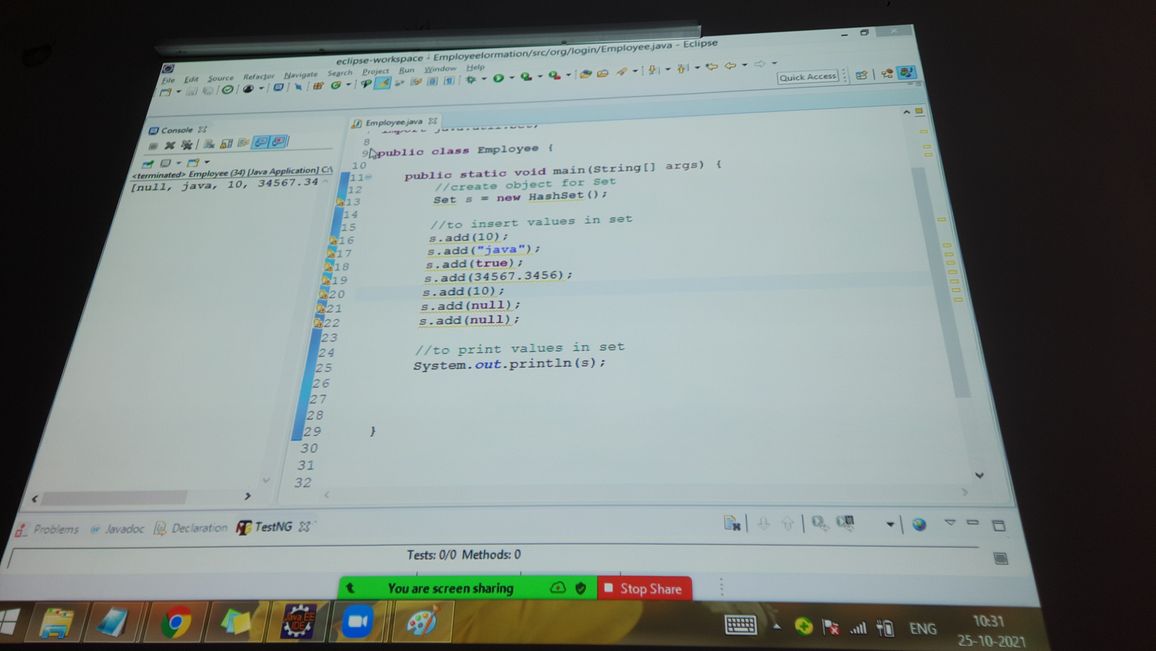 eclipse-workspace - Employeelormation/src/org/login/Employee.java - Eclipse
File Edit Source Refactor Navigate Search Project Run Window Help
Quick Access
Console
<terminated> Employee (34) [Java Application] C:\
[null, java, 10, 34567.34
Employee.java
8
9 public class Employee {
10
11 public static void main(String[] args) {
12 //create object for Set
13 Set s = new HashSet();
14
15 //to insert values in set
16 s.add(10);
17 s.add("java");
18 s.add(true);
19 s.add(34567.3456);
20 s.add(10);
21 s.add(null);
22 s.add(null);
23
24 //to print values in set
25 System.out.println(s);
26
27
28
29 }
30
31
32
Problems Javadoc Declaration TestNG
Tests: 0/0 Methods: 0
You are screen sharing Stop Share
Java EE
IDE
ENG
10:31
25-10-2021